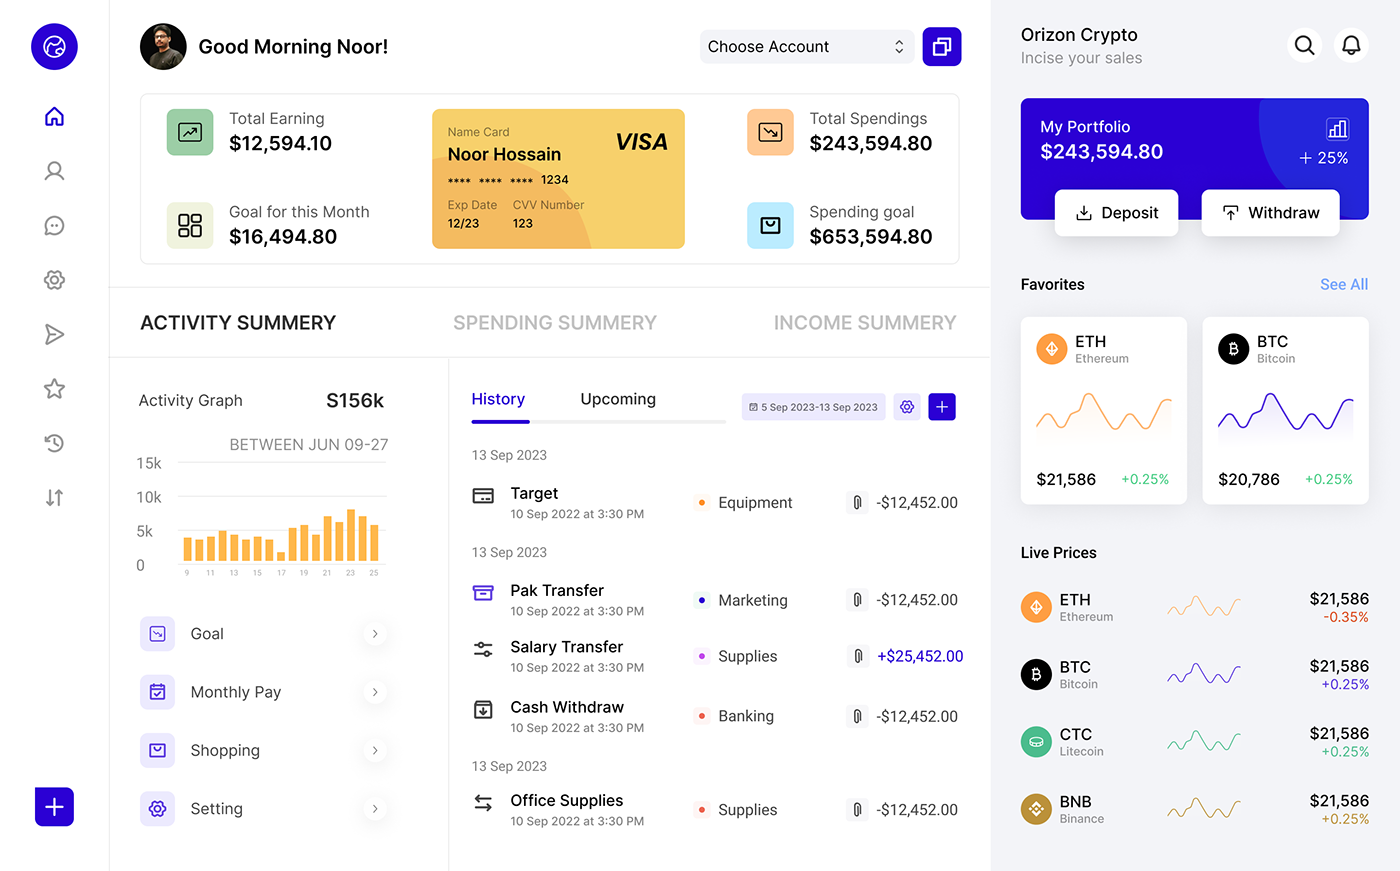 Good Morning Noor!
Choose Account
Total Earning
$12,594.10
Goal for this Month
$16,494.80
Name Card
Noor Hossain
VISA
**** **** **** 1234
Exp Date CVV Number
12/23 123
Total Spendings
$243,594.80
Spending goal
$653,594.80
ACTIVITY SUMMERY
SPENDING SUMMERY
INCOME SUMMERY
Activity Graph
S156k
BETWEEN JUN 09-27
15k
10k
5k
0
9 11 13 15 17 19 21 23 25
Goal
Monthly Pay
Shopping
Setting
History
Upcoming
5 Sep 2023-13 Sep 2023
13 Sep 2023
Target
10 Sep 2022 at 3:30 PM
Equipment
-$12,452.00
13 Sep 2023
Pak Transfer
10 Sep 2022 at 3:30 PM
Marketing
-$12,452.00
Salary Transfer
10 Sep 2022 at 3:30 PM
Supplies
+$25,452.00
Cash Withdraw
10 Sep 2022 at 3:30 PM
Banking
-$12,452.00
13 Sep 2023
Office Supplies
10 Sep 2022 at 3:30 PM
Supplies
-$12,452.00
Orizon Crypto
Incise your sales
My Portfolio
$243,594.80
+ 25%
Deposit
Withdraw
Favorites
See All
ETH
Ethereum
$21,586
+0.25%
BTC
Bitcoin
$20,786
+0.25%
Live Prices
ETH
Ethereum
$21,586
-0.35%
BTC
Bitcoin
$21,586
+0.25%
CTC
Litecoin
$21,586
+0.25%
BNB
Binance
$21,586
+0.25%